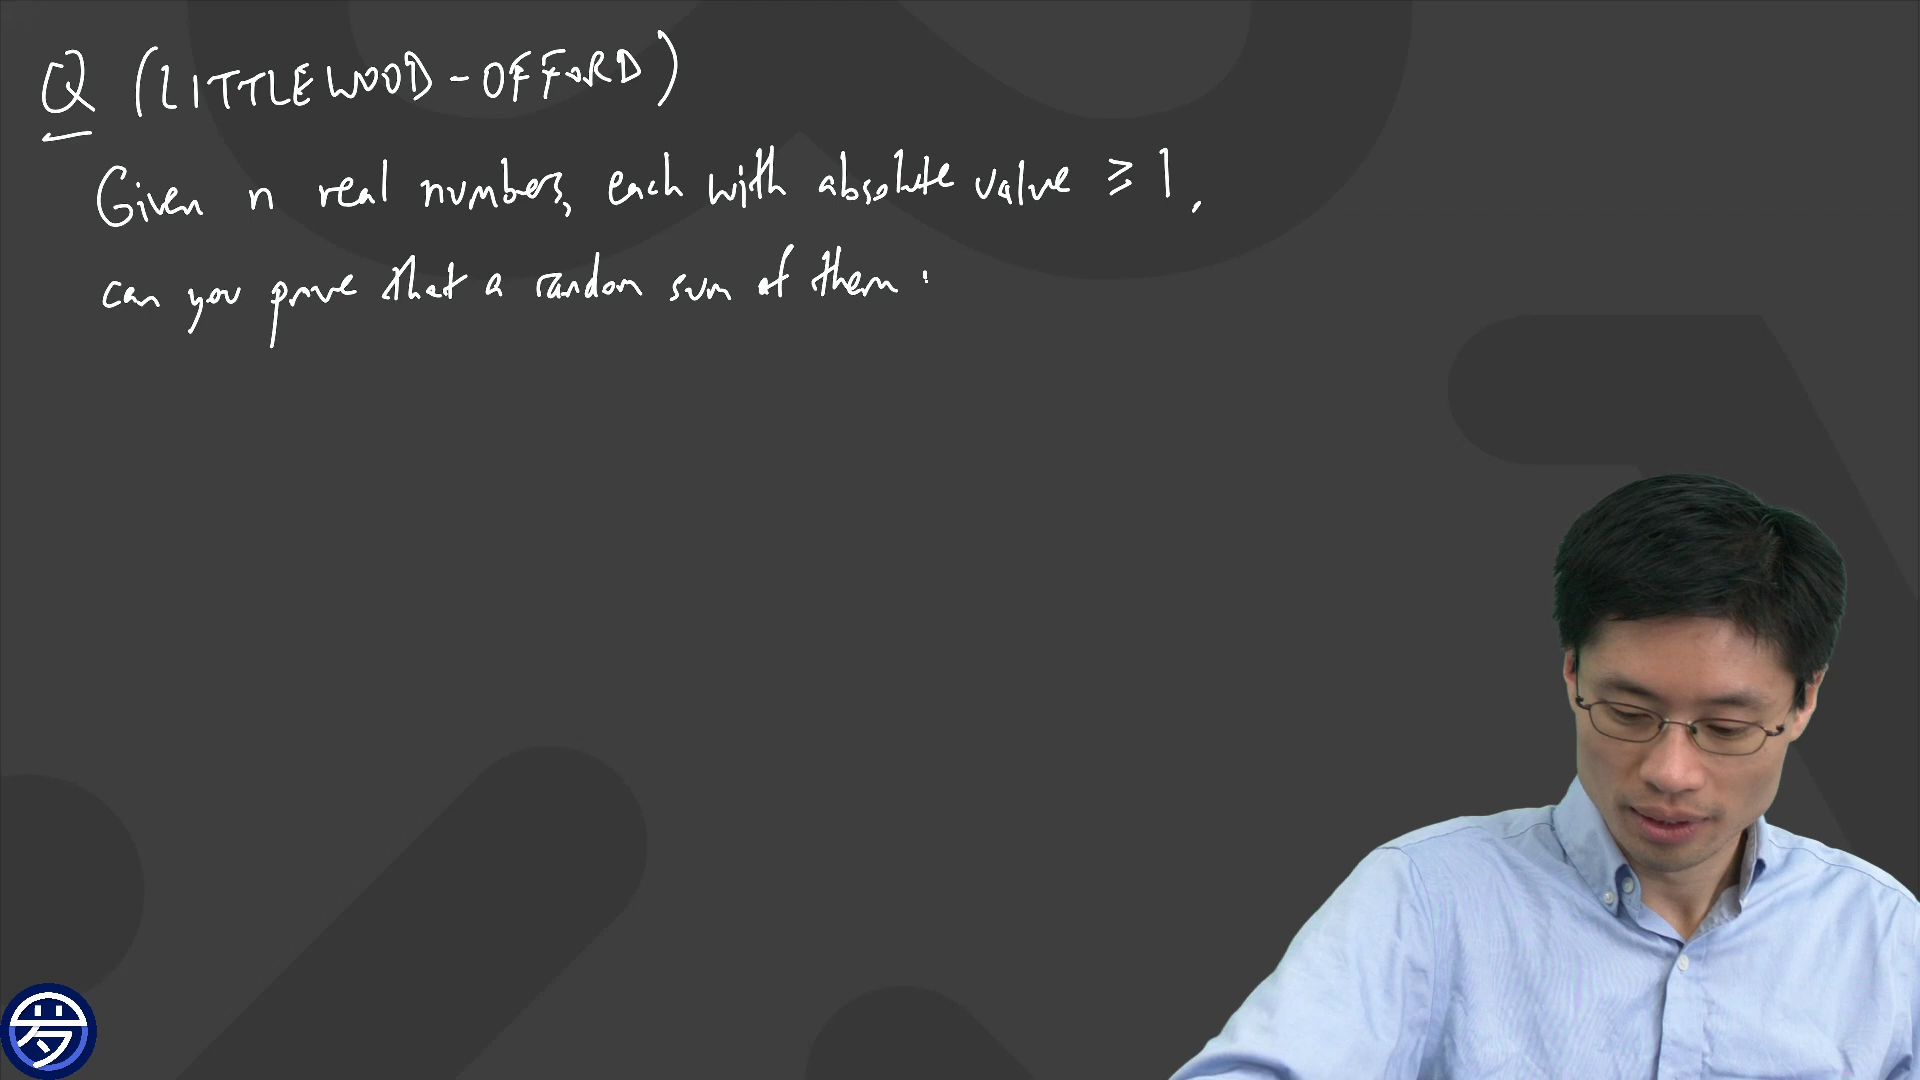 Q (LITTLEWOOD-OFFORD)
Given n real numbers, each with absolute value ≥ 1,
can you prove that a random sum of them